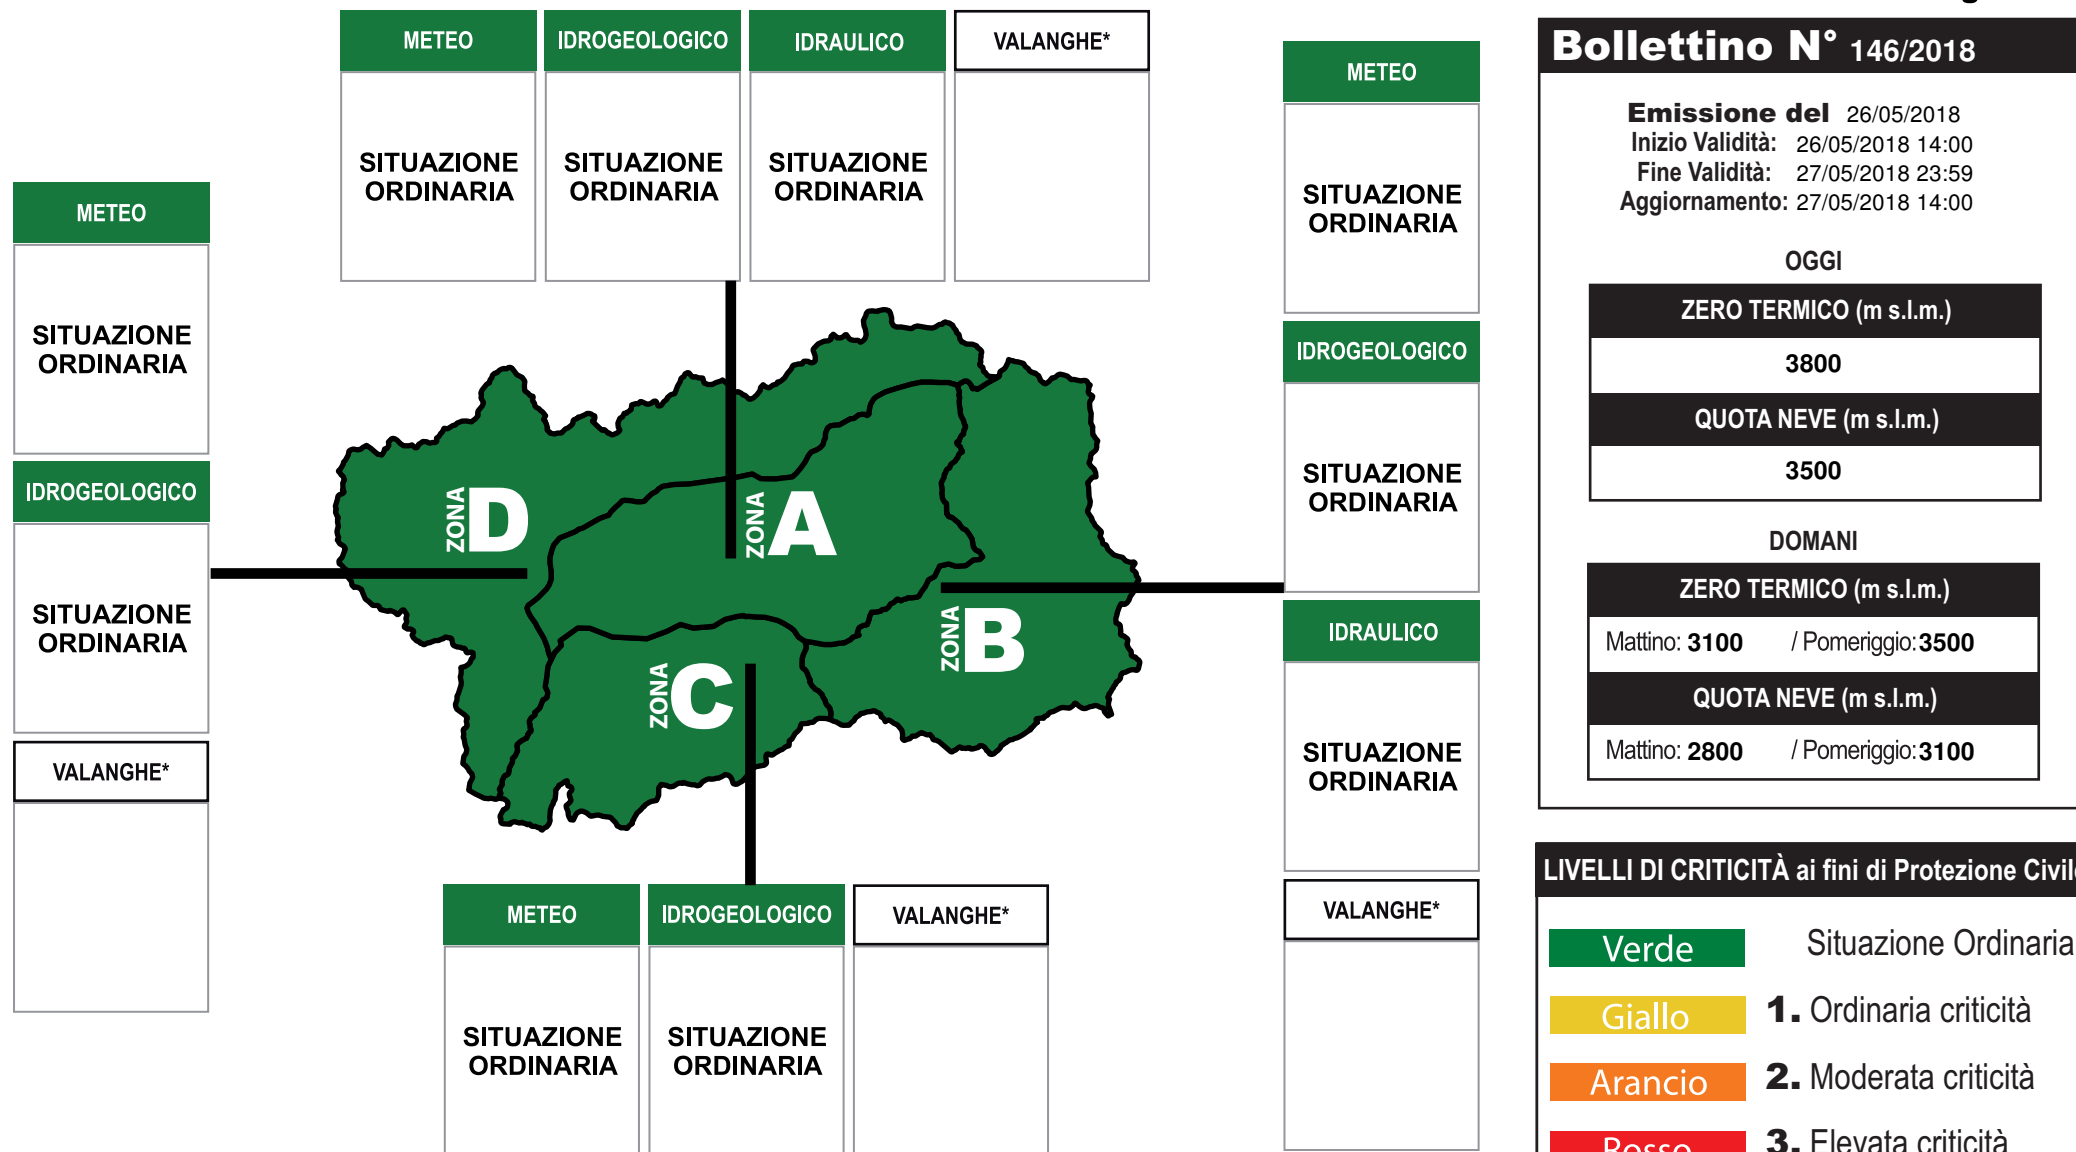 METEO IDROGEOLOGICO IDRAULICO VALANGHE*
SITUAZIONE ORDINARIA
SITUAZIONE ORDINARIA
SITUAZIONE ORDINARIA
METEO
SITUAZIONE
ORDINARIA
IDROGEOLOGICO
SITUAZIONE
ORDINARIA
VALANGHE*
ZONA D
ZONA A
ZONA B
ZONA C
METEO
SITUAZIONE
ORDINARIA
IDROGEOLOGICO
SITUAZIONE
ORDINARIA
IDRAULICO
SITUAZIONE
ORDINARIA
VALANGHE*
METEO IDROGEOLOGICO VALANGHE*
SITUAZIONE ORDINARIA
SITUAZIONE ORDINARIA
Bollettino N° 146/2018
Emissione del 26/05/2018
Inizio Validità: 26/05/2018 14:00
Fine Validità: 27/05/2018 23:59
Aggiornamento: 27/05/2018 14:00
OGGI
ZERO TERMICO (m s.l.m.)
3800
QUOTA NEVE (m s.l.m.)
3500
DOMANI
ZERO TERMICO (m s.l.m.)
Mattino: 3100 / Pomeriggio: 3500
QUOTA NEVE (m s.l.m.)
Mattino: 2800 / Pomeriggio: 3100
LIVELLI DI CRITICITÀ ai fini di Protezione Civile
Verde Situazione Ordinaria
Giallo 1. Ordinaria criticità
Arancio 2. Moderata criticità
Rosso 3. Elevata criticità